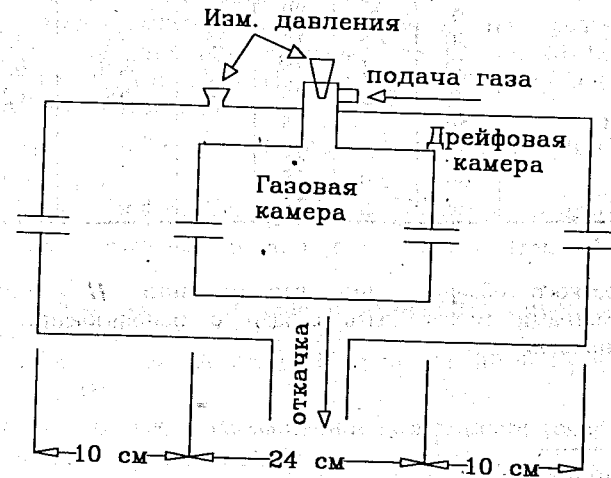 Изм. давления
подача газа
Дрейфовая
камера
Газовая
камера
откачка
10 см
24 см
10 см